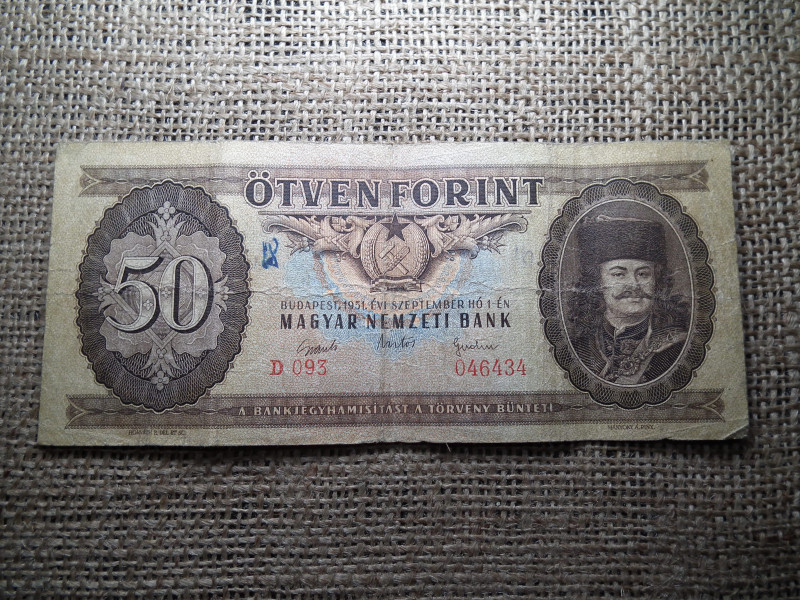 ÖTVEN FORINT
50
BUDAPEST, 1951. ÉVI SZEPTEMBER HÓ 1-ÉN
MAGYAR NEMZETI BANK
D 093 046434
A BANKJEGYHAMISÍTÁST A TÖRVÉNY BÜNTETI